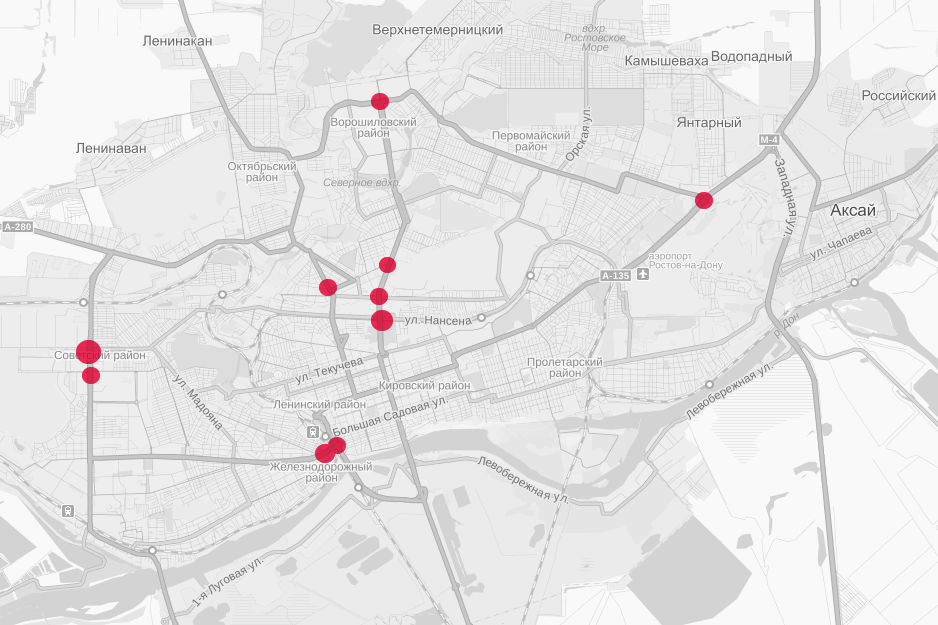 Верхнетемерницкий
вдхр.
Ростовское
Море
Ленинакан
Камышеваха
Водопадный
Российский
Ворошиловский
район
Янтарный
Первомайский
район
Орская ул.
М-4
Ленинаван
Октябрьский
район
Северное вдхр.
Западная ул.
Аксай
А-280
ул. Чапаева
аэропорт
Ростов-на-Дону
А-135
ул. Нансена
р. Дон
Советский район
ул. Текучева
Пролетарский
район
Кировский район
ул. Мадояна
Левобережная ул.
Ленинский район
Большая Садовая ул.
Железнодорожный
район
Левобережная ул.
1-я Луговая ул.